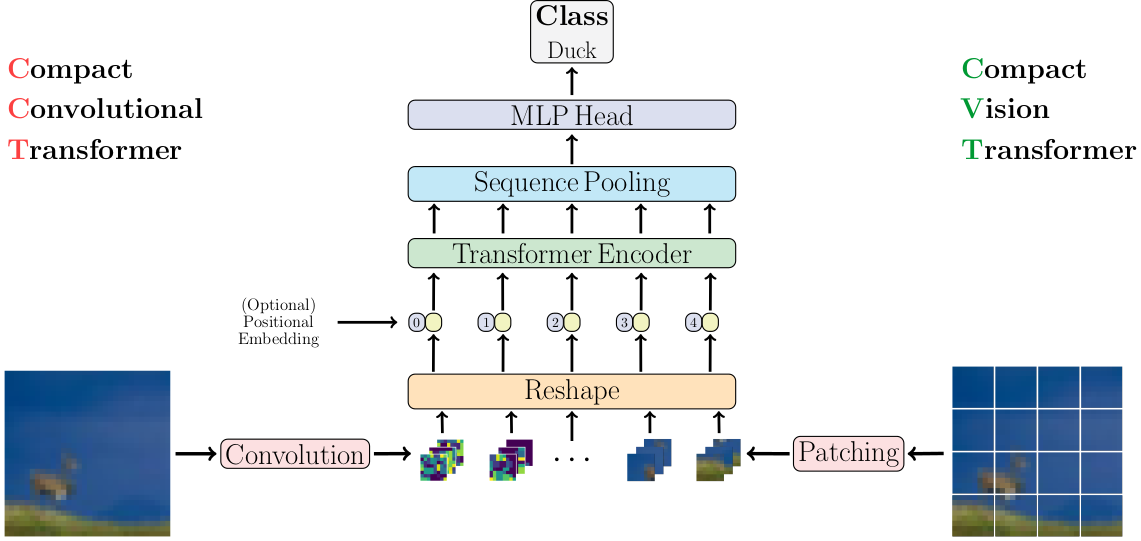 Class
Duck
Compact
Convolutional
Transformer
Compact
Vision
Transformer
MLP Head
Sequence Pooling
Transformer Encoder
(Optional)
Positional
Embedding
0 1 2 3 4
Reshape
Convolution
...
Patching